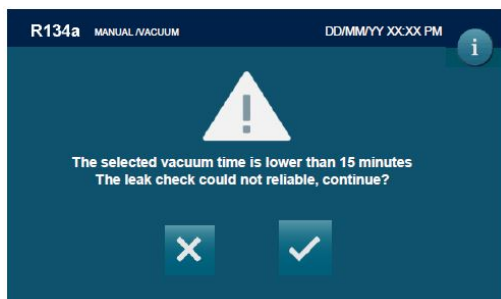 R134a MANUAL /VACUUM DD/MM/YY XX:XX PM
i
The selected vacuum time is lower than 15 minutes
The leak check could not reliable, continue?